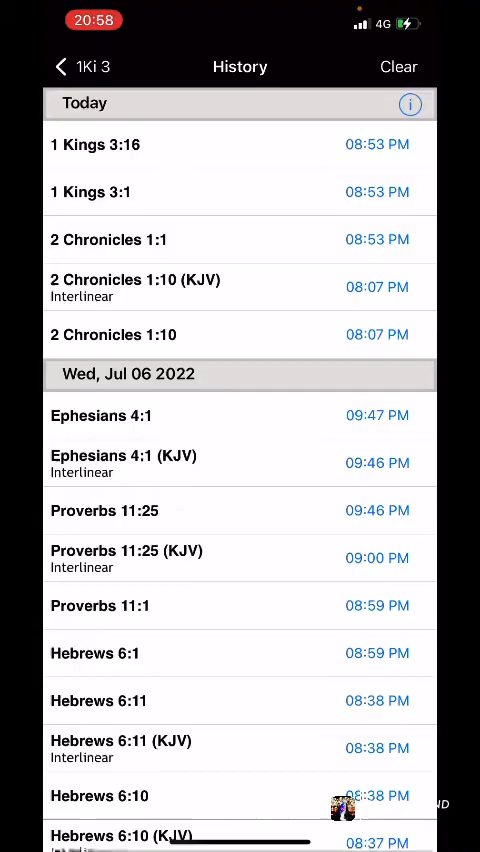 20:58
4G
1Ki 3
History
Clear
Today
1 Kings 3:16 08:53 PM
1 Kings 3:1 08:53 PM
2 Chronicles 1:1 08:53 PM
2 Chronicles 1:10 (KJV) 08:07 PM
Interlinear
2 Chronicles 1:10 08:07 PM
Wed, Jul 06 2022
Ephesians 4:1 09:47 PM
Ephesians 4:1 (KJV) 09:46 PM
Interlinear
Proverbs 11:25 09:46 PM
Proverbs 11:25 (KJV) 09:00 PM
Interlinear
Proverbs 11:1 08:59 PM
Hebrews 6:1 08:59 PM
Hebrews 6:11 08:38 PM
Hebrews 6:11 (KJV) 08:38 PM
Interlinear
Hebrews 6:10 08:38 PM
Hebrews 6:10 (KJV) 08:37 PM